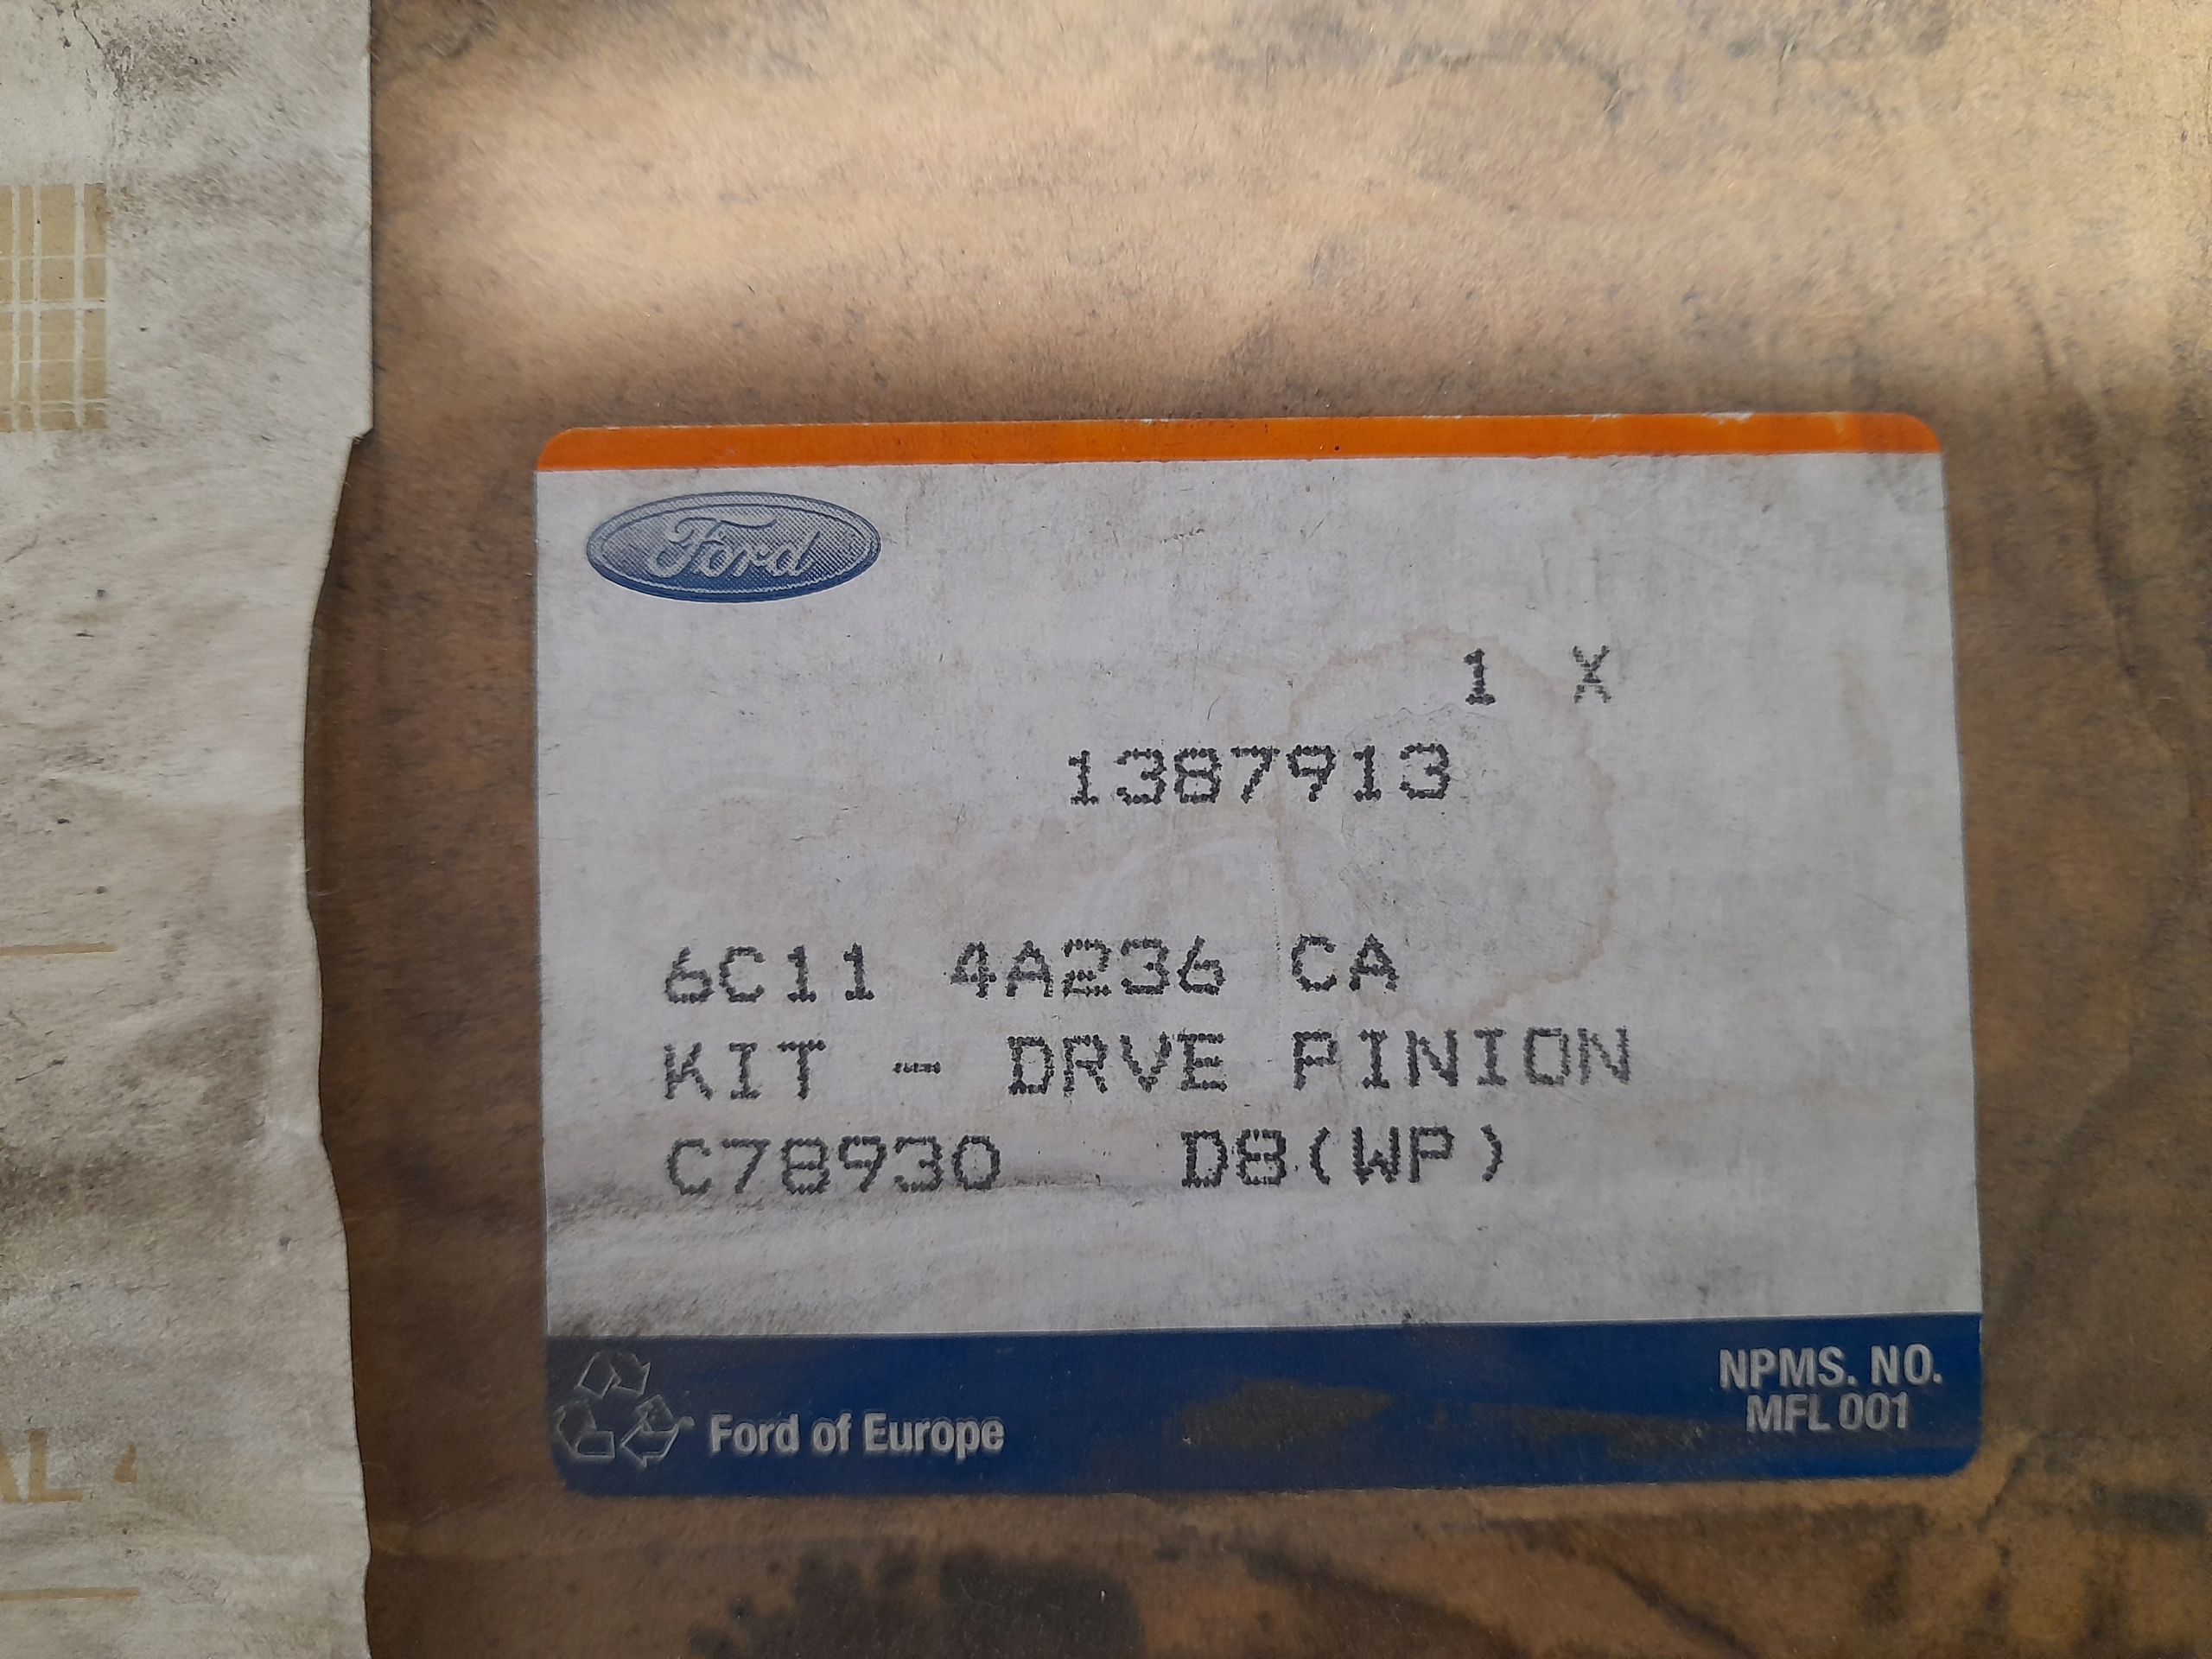 Ford
1 X
1387913
6C11 4A236 CA
KIT - DRVE PINION
C78930 D8(WP)
Ford of Europe
NPMS. NO.
MFL 001